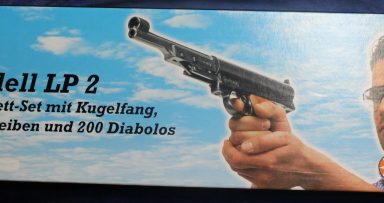 dell LP 2
ett-Set mit Kugelfang,
eiben und 200 Diabolos